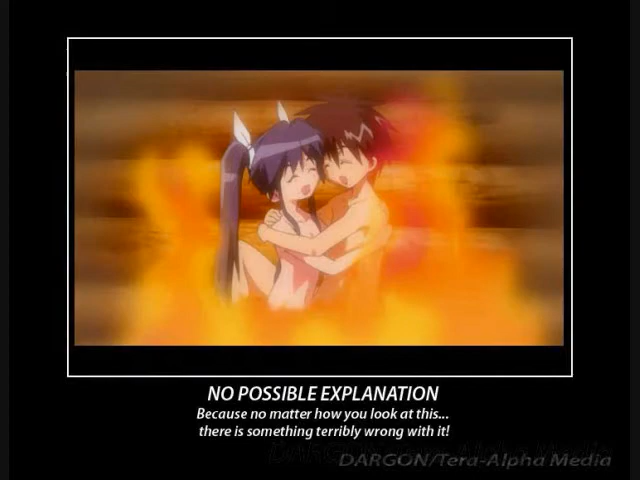 NO POSSIBLE EXPLANATION
Because no matter how you look at this...
there is something terribly wrong with it!
DARGON/Tera-Alpha Media